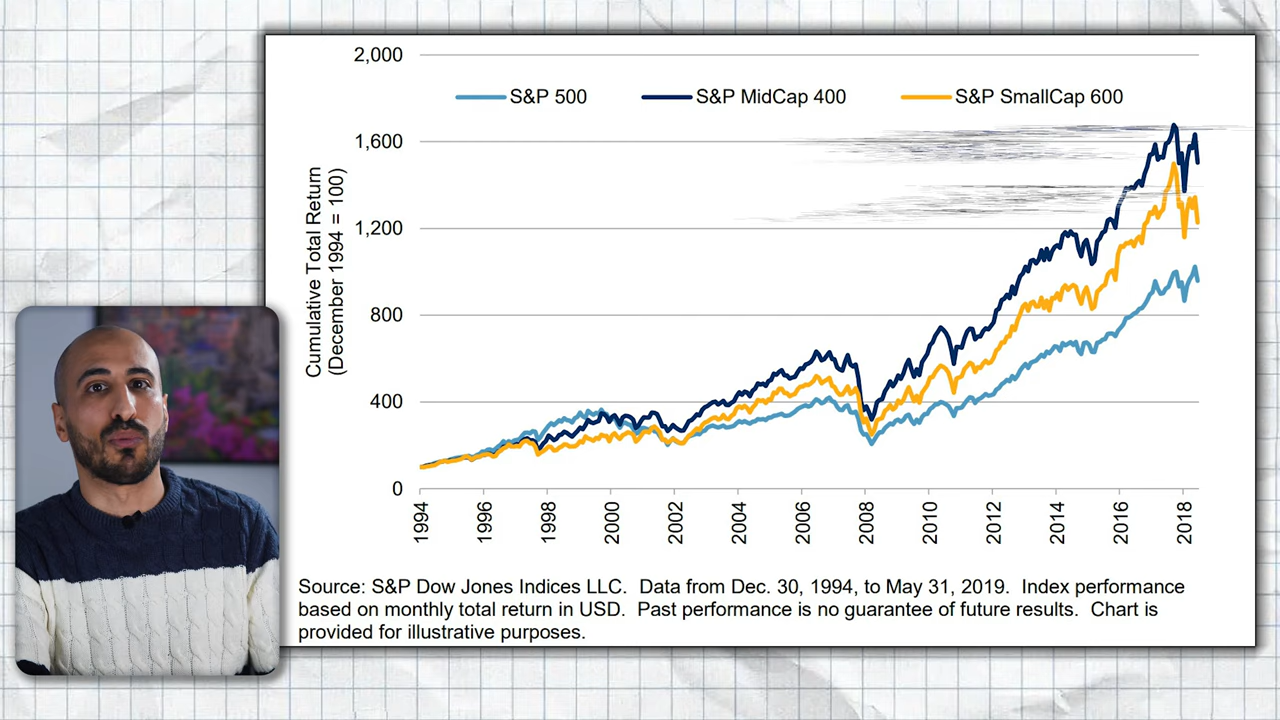 2,000
S&P 500
S&P MidCap 400
S&P SmallCap 600
1,600
1,200
800
400
0
Cumulative Total Return
(December 1994 = 100)
1994
1996
1998
2000
2002
2004
2006
2008
2010
2012
2014
2016
2018
Source: S&P Dow Jones Indices LLC. Data from Dec. 30, 1994, to May 31, 2019. Index performance
based on monthly total return in USD. Past performance is no guarantee of future results. Chart is
provided for illustrative purposes.